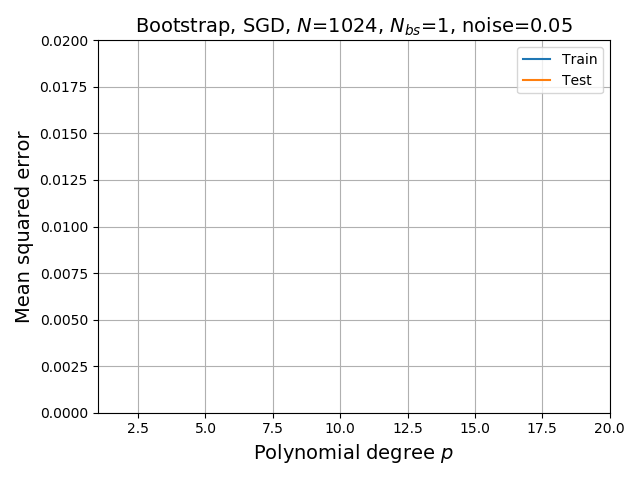 Bootstrap, SGD, N=1024, N_bs=1, noise=0.05
Train
Test
Mean squared error
0.0200
0.0175
0.0150
0.0125
0.0100
0.0075
0.0050
0.0025
0.0000
2.5 5.0 7.5 10.0 12.5 15.0 17.5 20.0
Polynomial degree p